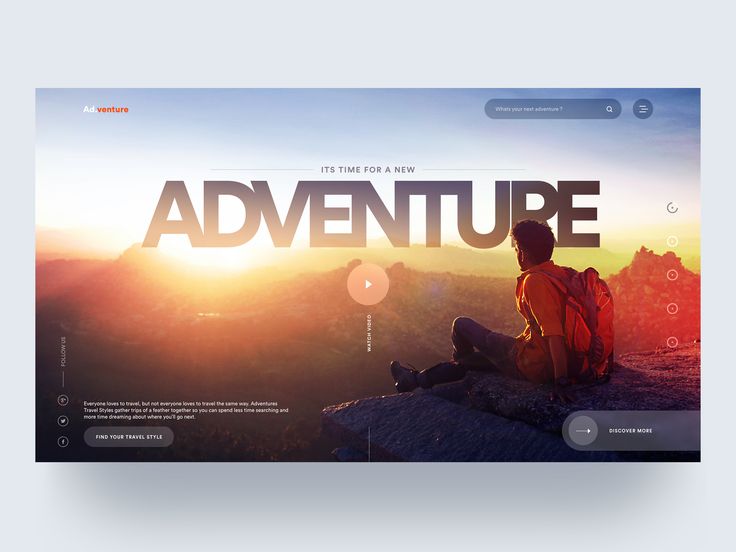 Ad.venture
Whats your next adventure ?
ITS TIME FOR A NEW
ADVENTURE
WATCH VIDEO
FOLLOW US
Everyone loves to travel, but not everyone loves to travel the same way. Adventures
Travel Styles gather trips of a feather together so you can spend less time searching and
more time dreaming about where you'll go next.
FIND YOUR TRAVEL STYLE
DISCOVER MORE